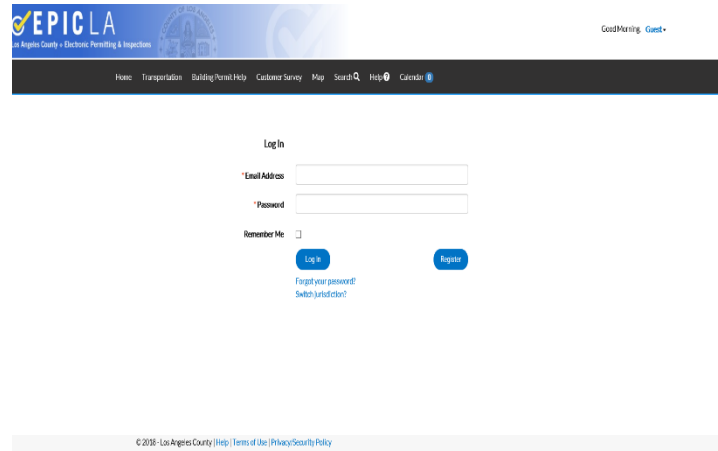 EPICLA
Los Angeles County + Electronic Permitting & Inspections
Good Morning, Guest
Home Transportation Building Permit Help Customer Survey Map Search Help Calendar 0
Log In
*Email Address
*Password
Remember Me
Log In Register
Forgot your password?
Switch jurisdiction?
© 2018 - Los Angeles County | Help | Terms of Use | Privacy/Security Policy